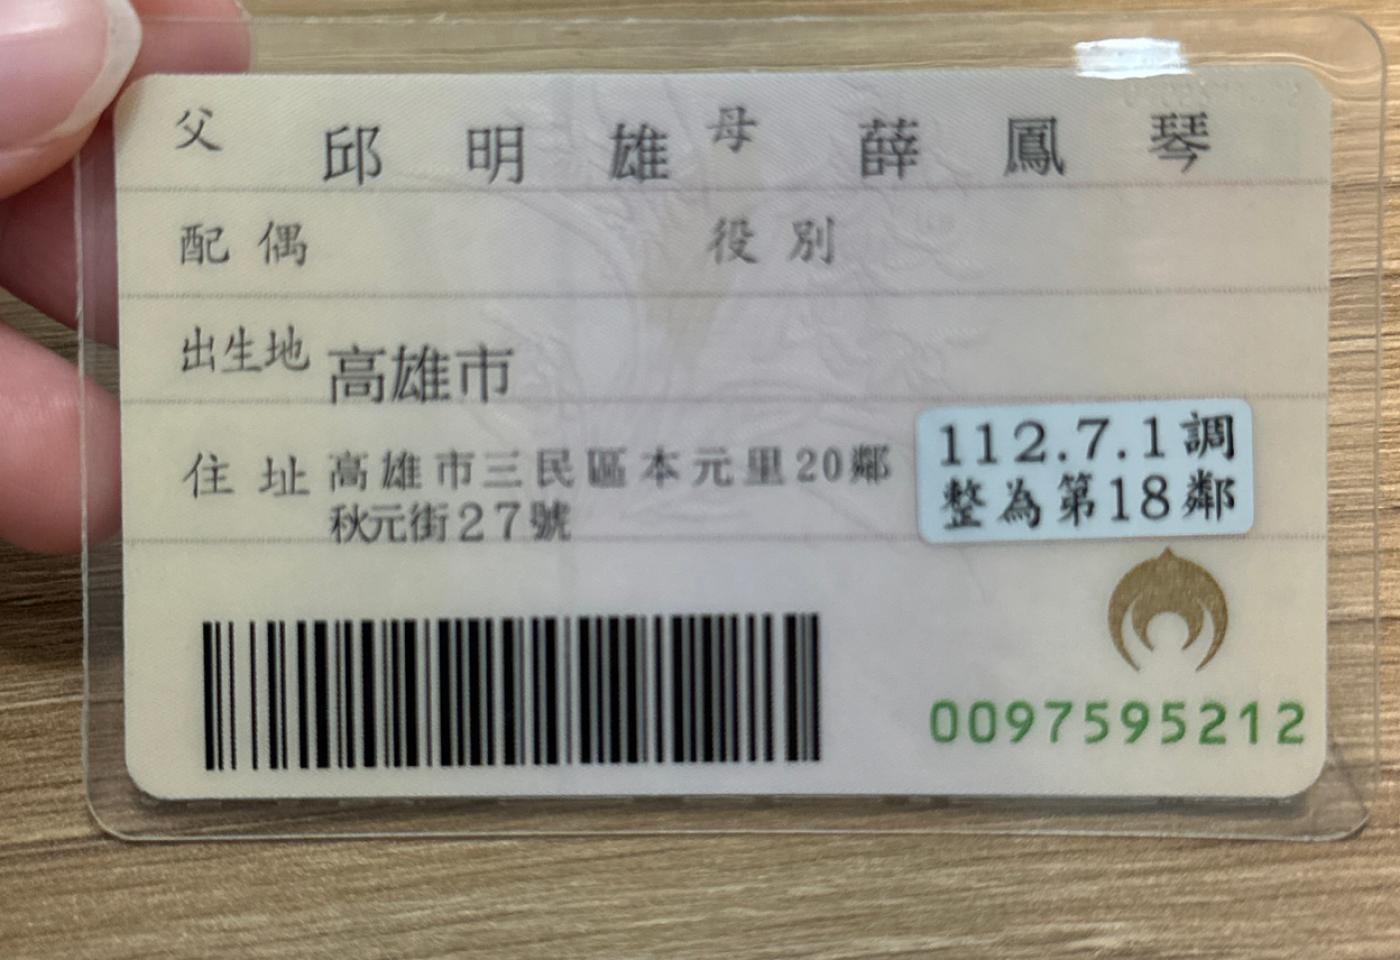 父 邱明雄 母 薛鳳琴
配偶 役別
出生地 高雄市
住址 高雄市三民區本元里20鄰
秋元街27號
112.7.1調
整為第18鄰
0097595212